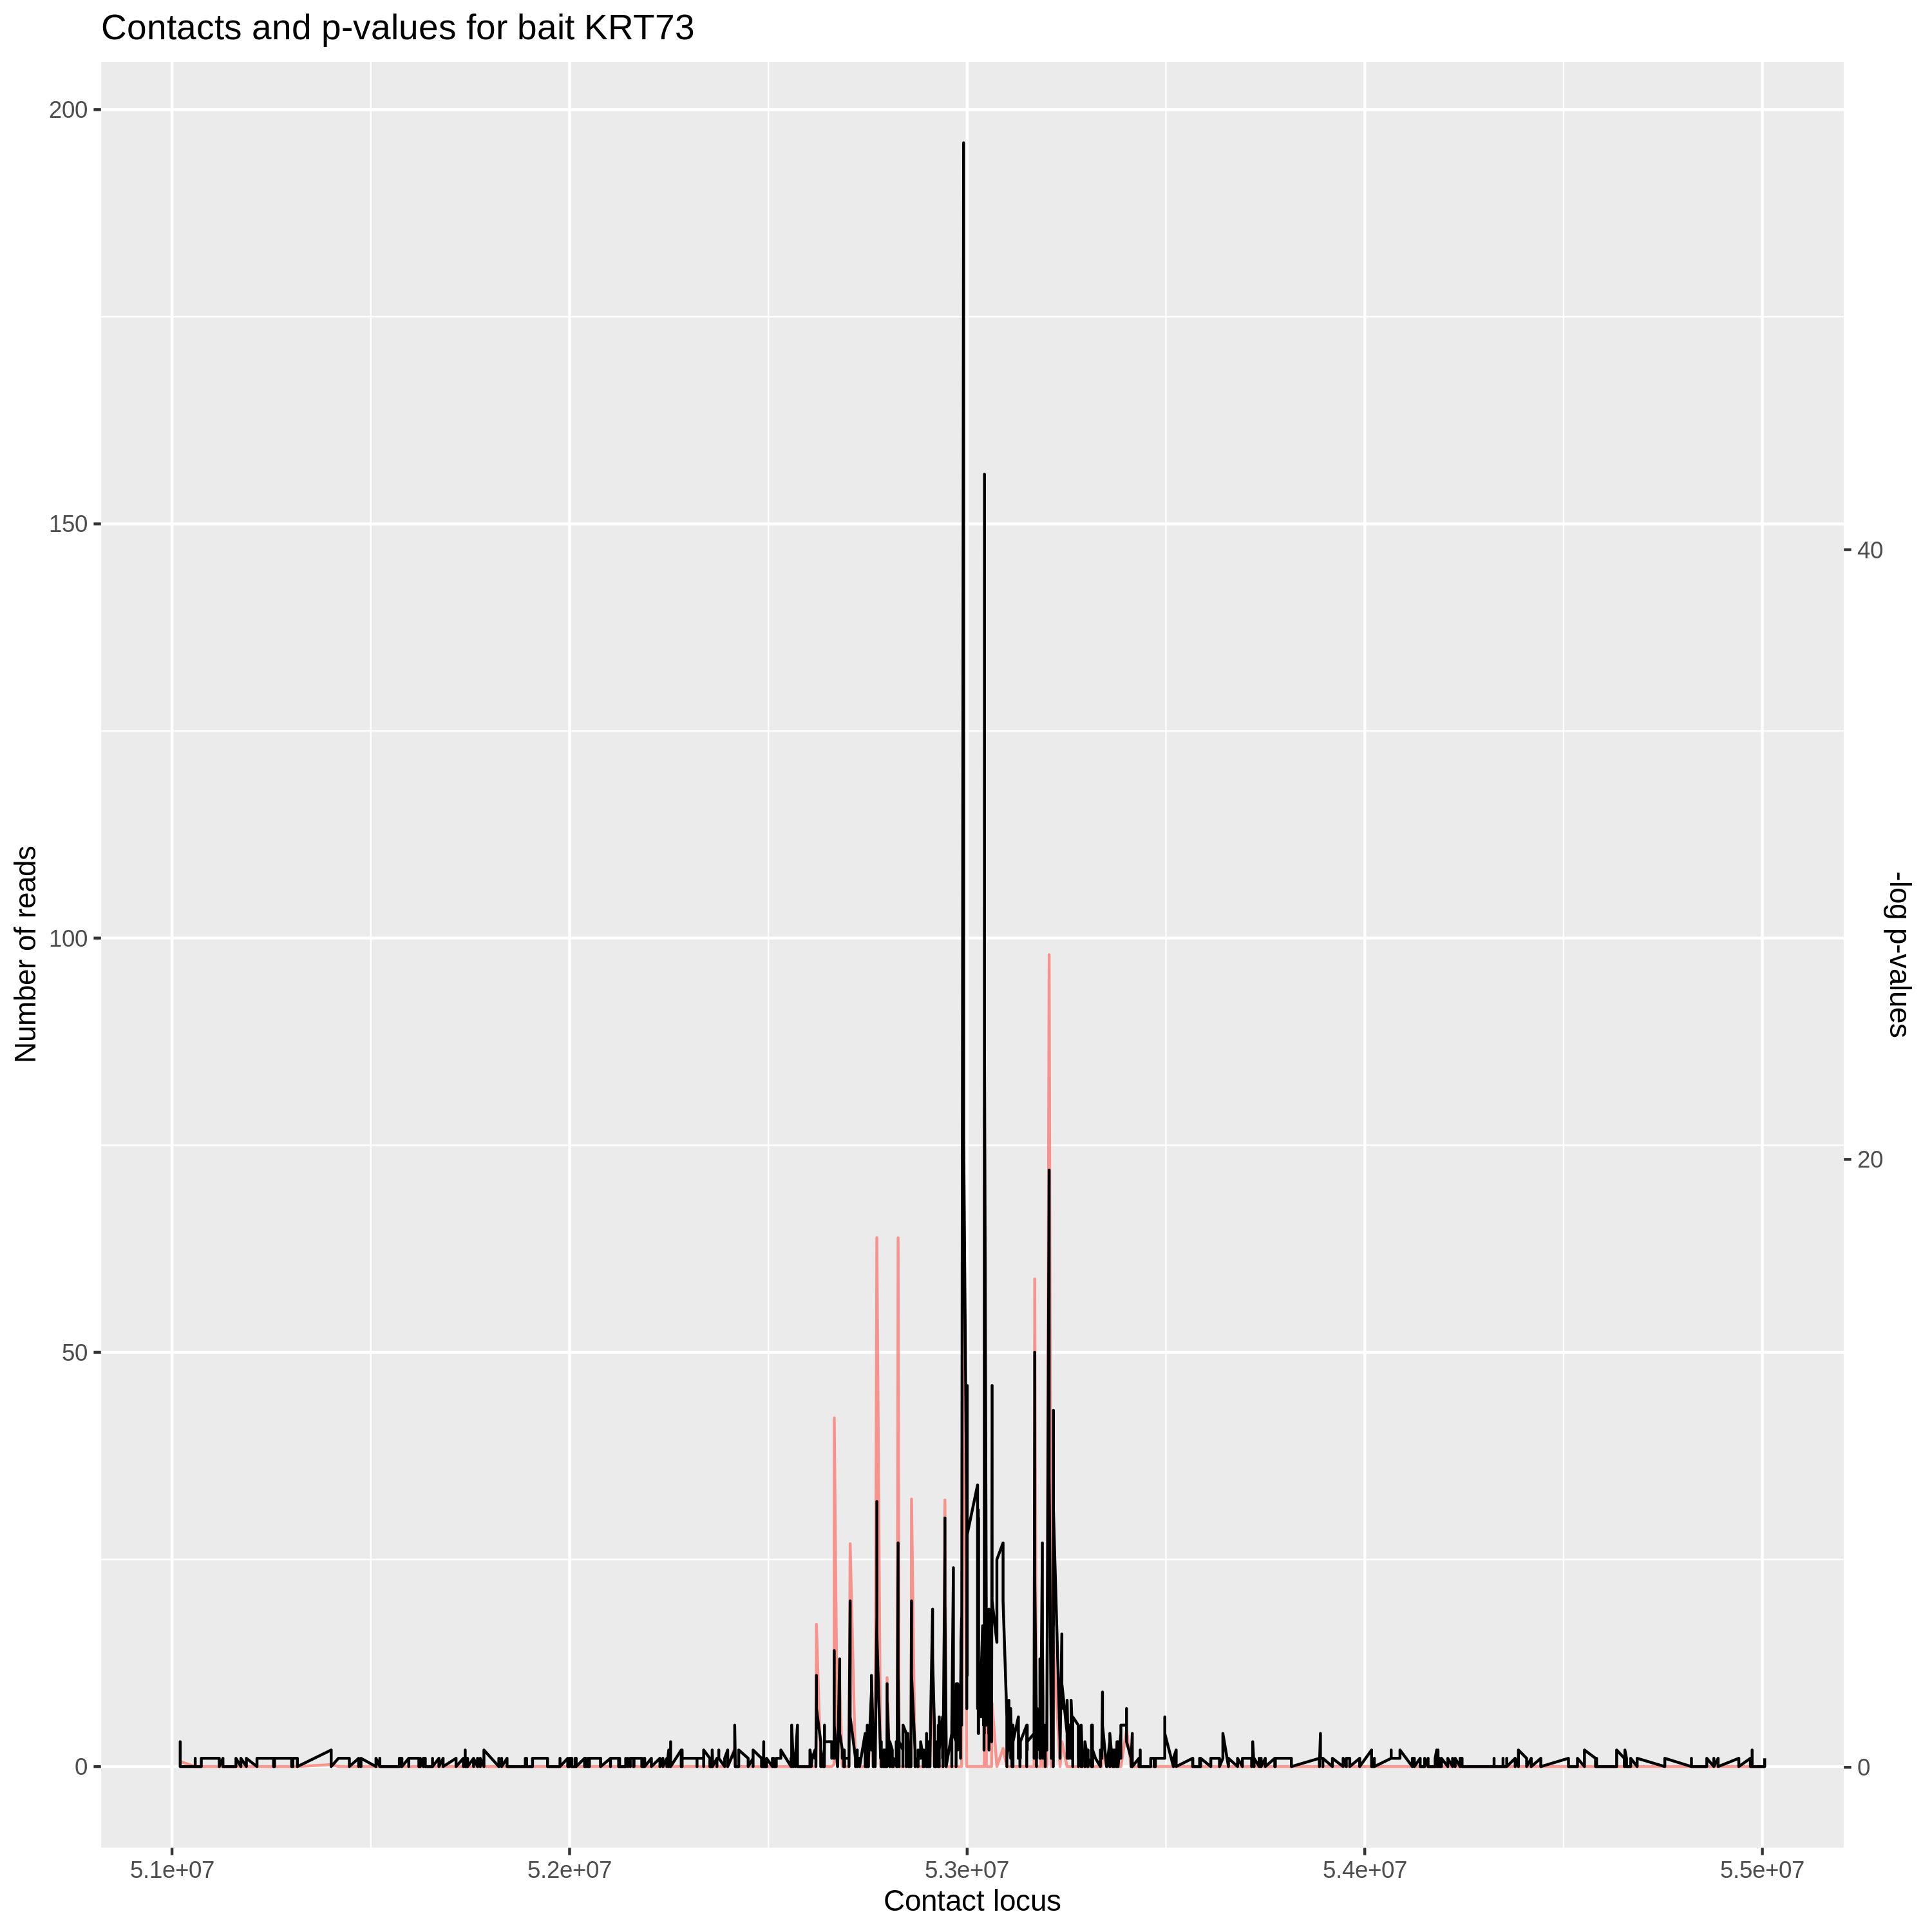 Contacts and p-values for bait KRT73
200
150
100
50
0
Number of reads
40
20
0
-log p-values
5.1e+07
5.2e+07
5.3e+07
5.4e+07
5.5e+07
Contact locus